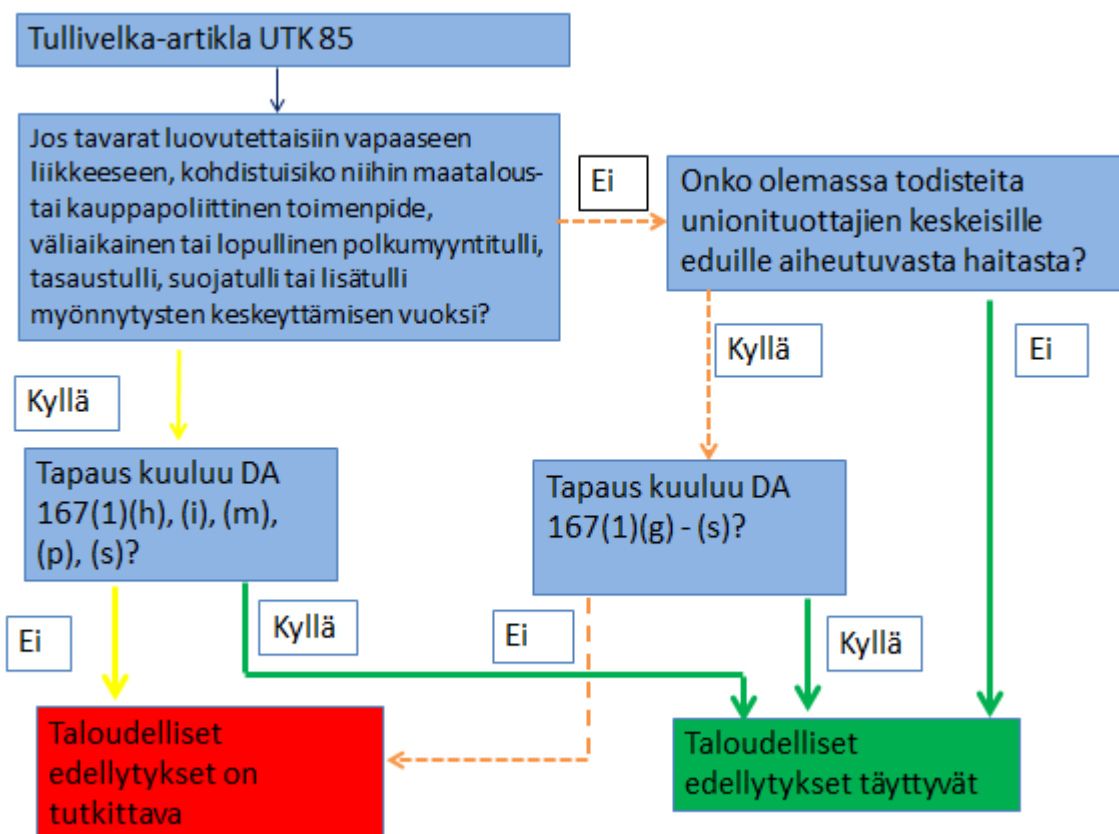 Tullivelka-artikla UTK 85
Jos tavarat luovutettaisiin vapaaseen
liikkeeseen, kohdistuisiko niihin maatalous-
tai kauppapoliittinen toimenpide,
väliaikainen tai lopullinen polkumyyntitulli,
tasaustulli, suojatulli tai lisätulli
myönnytysten keskeyttämisen vuoksi?
Ei
Onko olemassa todisteita
unionituottajien keskeisille
eduille aiheutuvasta haitasta?
Kyllä
Kyllä
Ei
Tapaus kuuluu DA
167(1)(h), (i), (m),
(p), (s)?
Tapaus kuuluu DA
167(1)(g) - (s)?
Ei
Kyllä
Ei
Kyllä
Taloudelliset
edellytykset on
tutkittava
Taloudelliset
edellytykset täyttyvät